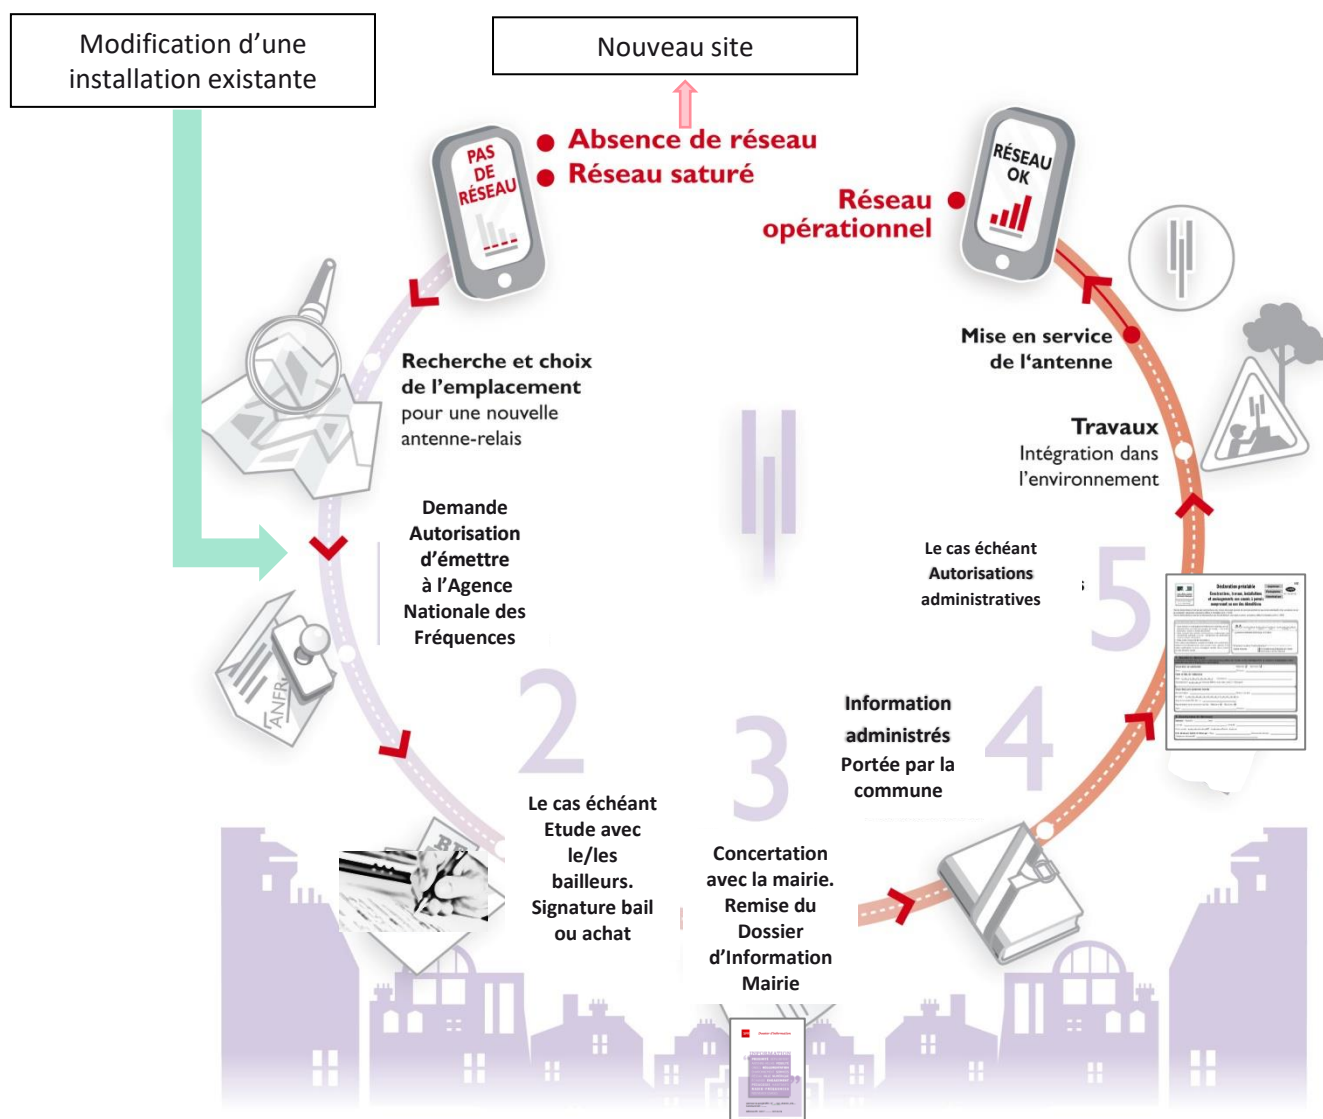 Modification d’une
installation existante
Nouveau site
PAS
DE
RÉSEAU
Absence de réseau
Réseau saturé
RÉSEAU
OK
Réseau
opérationnel
Recherche et choix
de l’emplacement
pour une nouvelle
antenne-relais
Mise en service
de l‘antenne
Travaux
Intégration dans
l’environnement
Demande
Autorisation
d’émettre
à l’Agence
Nationale des
Fréquences
ANFR
Le cas échéant
Autorisations
administratives
5
Déclaration préalable
2
3
4
Information
administrés
Portée par la
commune
Le cas échéant
Etude avec
le/les
bailleurs.
Signature bail
ou achat
Concertation
avec la mairie.
Remise du
Dossier
d’Information
Mairie